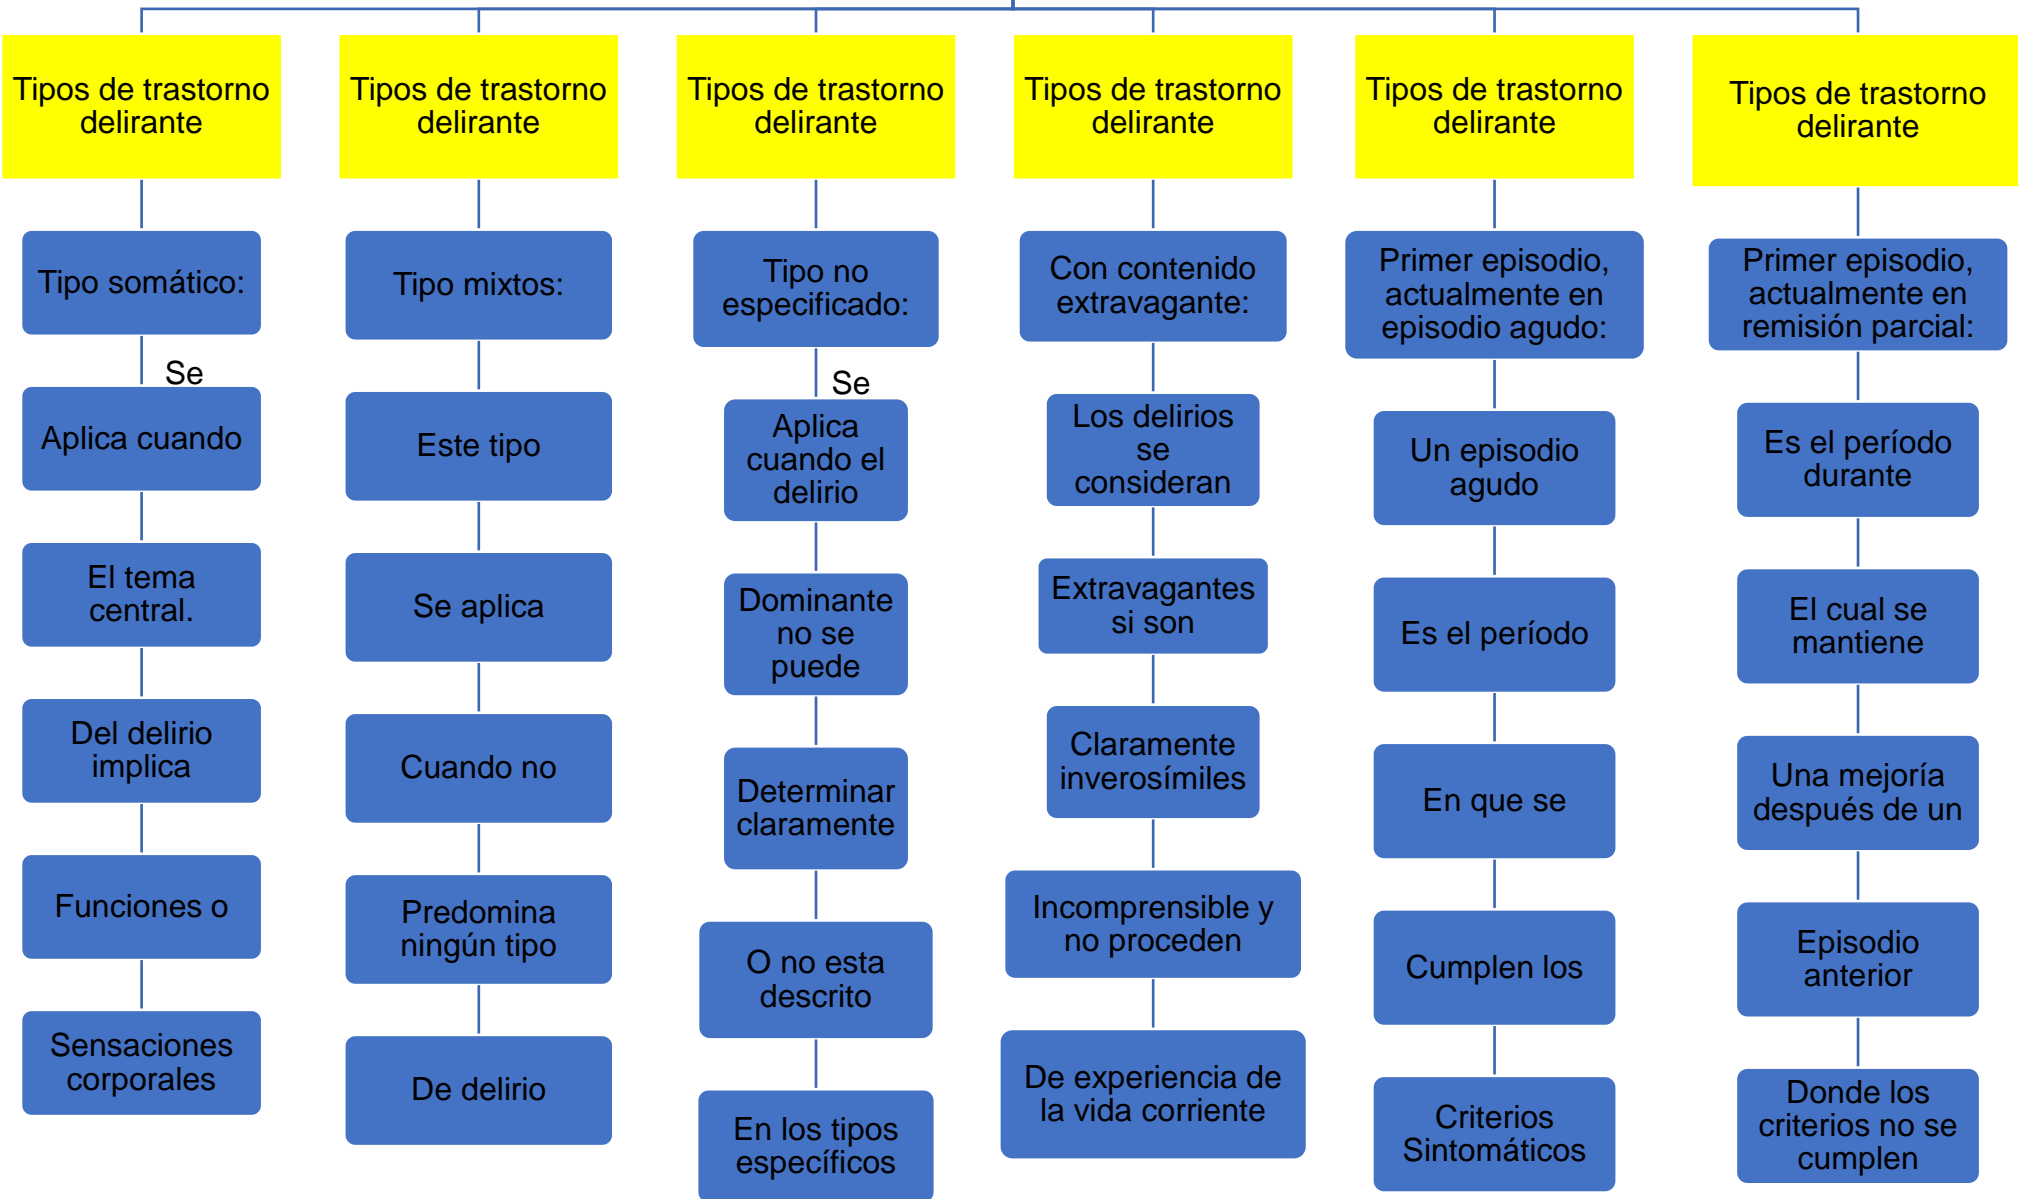 Tipos de trastorno
delirante
Tipo somático:
Se
Aplica cuando
El tema
central.
Del delirio
implica
Funciones o
Sensaciones
corporales
Tipos de trastorno
delirante
Tipo mixtos:
Este tipo
Se aplica
Cuando no
Predomina
ningún tipo
De delirio
Tipos de trastorno
delirante
Tipo no
especificado:
Se
Aplica
cuando el
delirio
Dominante
no se
puede
Determinar
claramente
O no esta
descrito
En los tipos
específicos
Tipos de trastorno
delirante
Con contenido
extravagante:
Los delirios
se
consideran
Extravagantes
si son
Claramente
inverosímiles
Incomprensible y
no proceden
De experiencia de
la vida corriente
Tipos de trastorno
delirante
Primer episodio,
actualmente en
episodio agudo:
Un episodio
agudo
Es el período
En que se
Cumplen los
Criterios
Sintomáticos
Tipos de trastorno
delirante
Primer episodio,
actualmente en
remisión parcial:
Es el período
durante
El cual se
mantiene
Una mejoría
después de un
Episodio
anterior
Donde los
criterios no se
cumplen